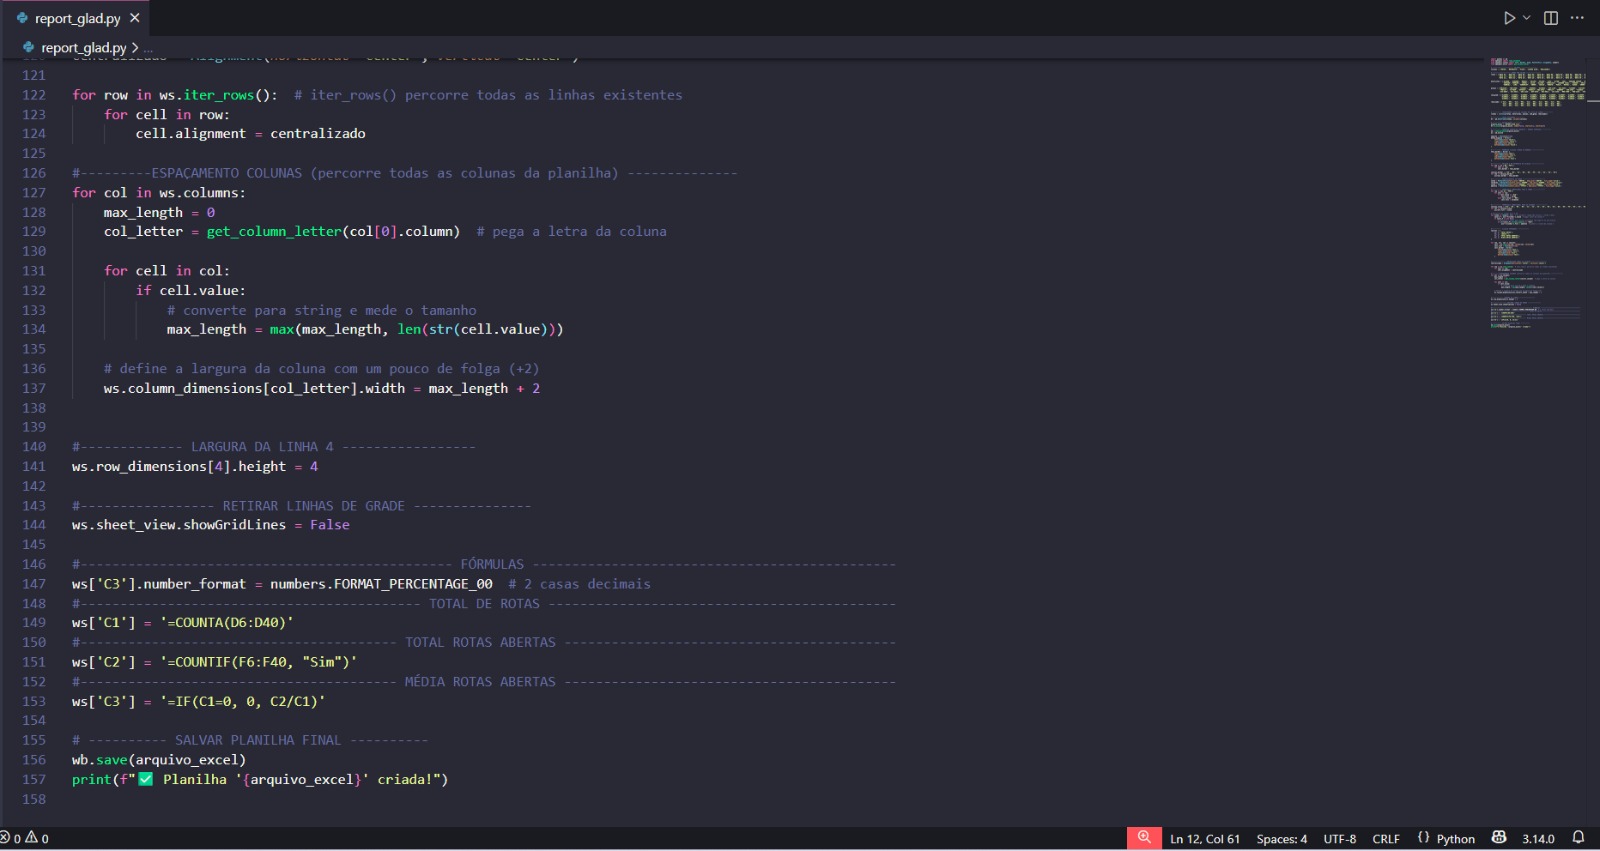 report_glad.py
report_glad.py > ...
121
122 for row in ws.iter_rows():  # iter_rows() percorre todas as linhas existentes
123     for cell in row:
124         cell.alignment = centralizado
125
126 #---------ESPAÇAMENTO COLUNAS (percorre todas as colunas da planilha) --------------
127 for col in ws.columns:
128     max_length = 0
129     col_letter = get_column_letter(col[0].column)  # pega a letra da coluna
130
131     for cell in col:
132         if cell.value:
133             # converte para string e mede o tamanho
134             max_length = max(max_length, len(str(cell.value)))
135
136     # define a largura da coluna com um pouco de folga (+2)
137     ws.column_dimensions[col_letter].width = max_length + 2
138
139
140 #------------- LARGURA DA LINHA 4 -----------------
141 ws.row_dimensions[4].height = 4
142
143 #----------------- RETIRAR LINHAS DE GRADE ---------------
144 ws.sheet_view.showGridLines = False
145
146 #----------------------------------------------- FÓRMULAS ----------------------------------------------
147 ws['C3'].number_format = numbers.FORMAT_PERCENTAGE_00  # 2 casas decimais
148 #------------------------------------------- TOTAL DE ROTAS --------------------------------------------
149 ws['C1'] = '=COUNTA(D6:D40)'
150 #---------------------------------------- TOTAL ROTAS ABERTAS ------------------------------------------
151 ws['C2'] = '=COUNTIF(F6:F40, "Sim")'
152 #---------------------------------------- MÉDIA ROTAS ABERTAS ------------------------------------------
153 ws['C3'] = '=IF(C1=0, 0, C2/C1)'
154
155 # ---------- SALVAR PLANILHA FINAL ----------
156 wb.save(arquivo_excel)
157 print(f"✅ Planilha '{arquivo_excel}' criada!")
158
0 0 Ln 12, Col 61 Spaces: 4 UTF-8 CRLF {} Python 3.14.0